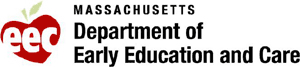 eec
MASSACHUSETTS
Department of
Early Education and Care